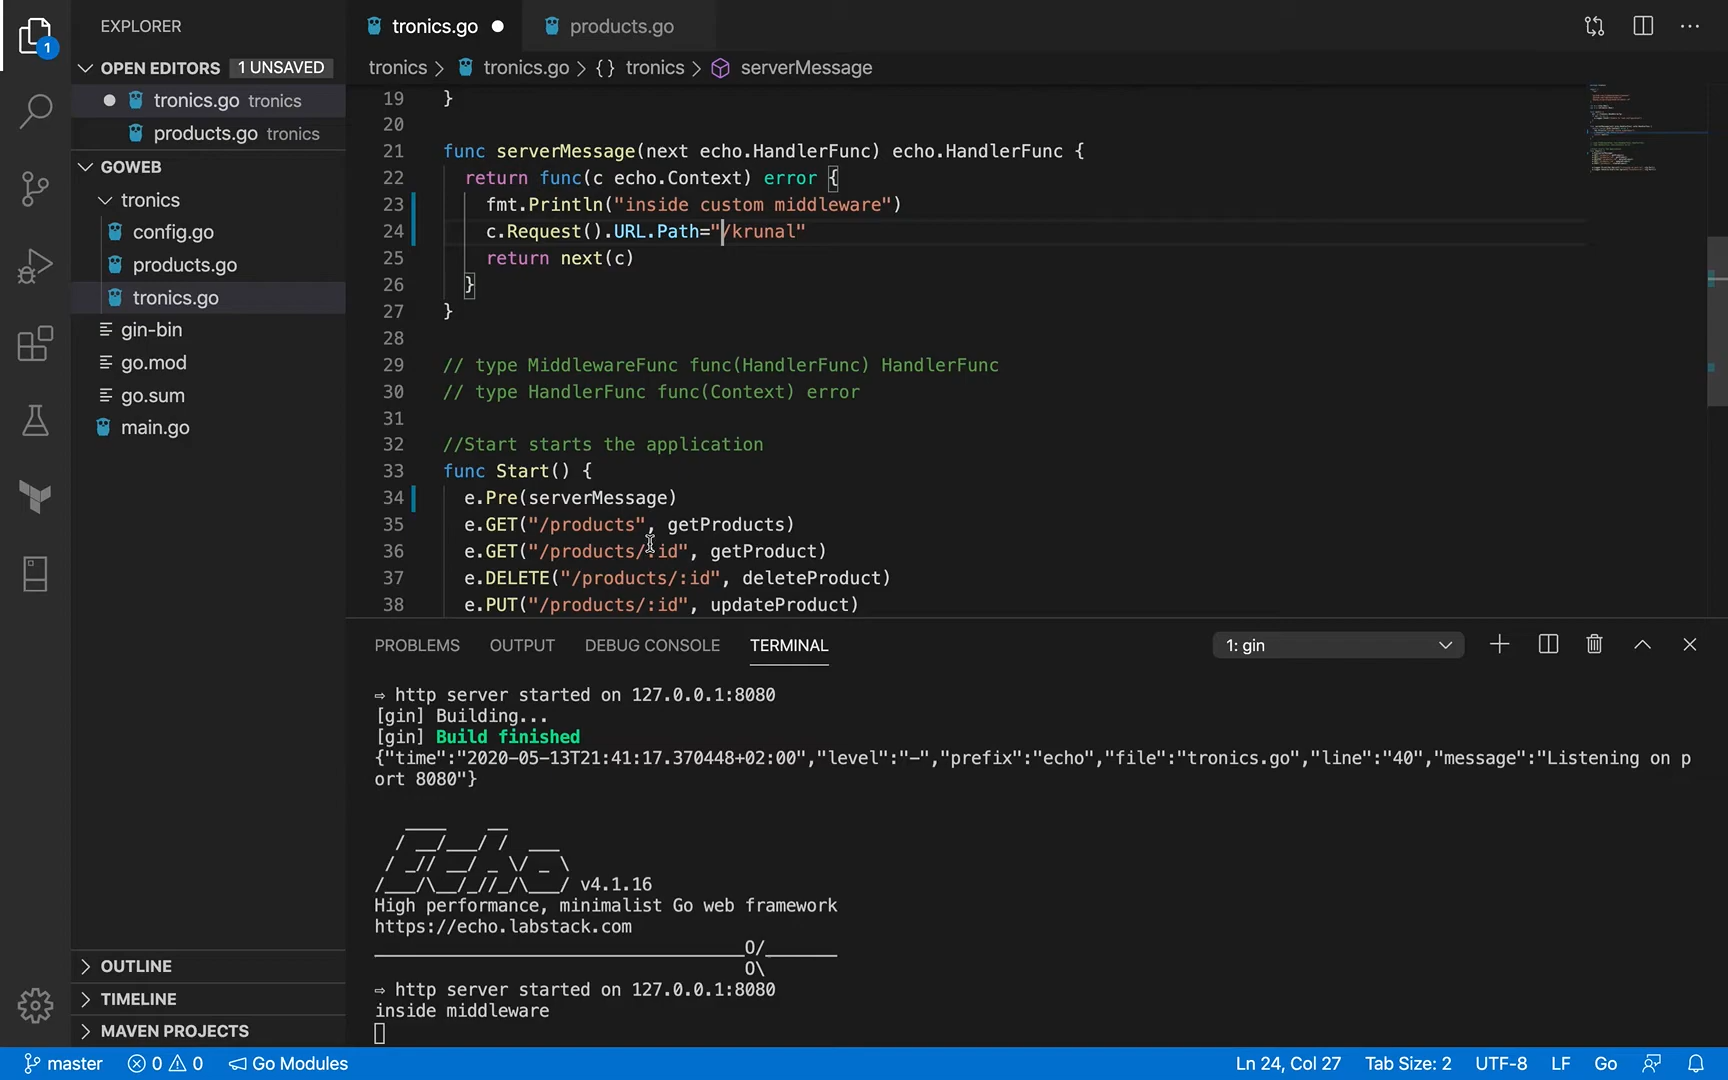 EXPLORER
OPEN EDITORS 1 UNSAVED
tronics.go tronics
products.go tronics
GOWEB
tronics
config.go
products.go
tronics.go
gin-bin
go.mod
go.sum
main.go
OUTLINE
TIMELINE
MAVEN PROJECTS
1
tronics.go
products.go
tronics > tronics.go > {} tronics > serverMessage
19 }
20
21 func serverMessage(next echo.HandlerFunc) echo.HandlerFunc {
22 return func(c echo.Context) error {
23 fmt.Println("inside custom middleware")
24 c.Request().URL.Path="/krunal"
25 return next(c)
26 }
27 }
28
29 // type MiddlewareFunc func(HandlerFunc) HandlerFunc
30 // type HandlerFunc func(Context) error
31
32 //Start starts the application
33 func Start() {
34 e.Pre(serverMessage)
35 e.GET("/products", getProducts)
36 e.GET("/products/:id", getProduct)
37 e.DELETE("/products/:id", deleteProduct)
38 e.PUT("/products/:id", updateProduct)
PROBLEMS OUTPUT DEBUG CONSOLE TERMINAL 1: gin
⇨ http server started on 127.0.0.1:8080
[gin] Building...
[gin] Build finished
{"time":"2020-05-13T21:41:17.370448+02:00","level":"-","prefix":"echo","file":"tronics.go","line":"40","message":"Listening on p
ort 8080"}
Echo v4.1.16
High performance, minimalist Go web framework
https://echo.labstack.com
____________________________________O/_______
O\
⇨ http server started on 127.0.0.1:8080
inside middleware
master 0 0 Go Modules Ln 24, Col 27 Tab Size: 2 UTF-8 LF Go